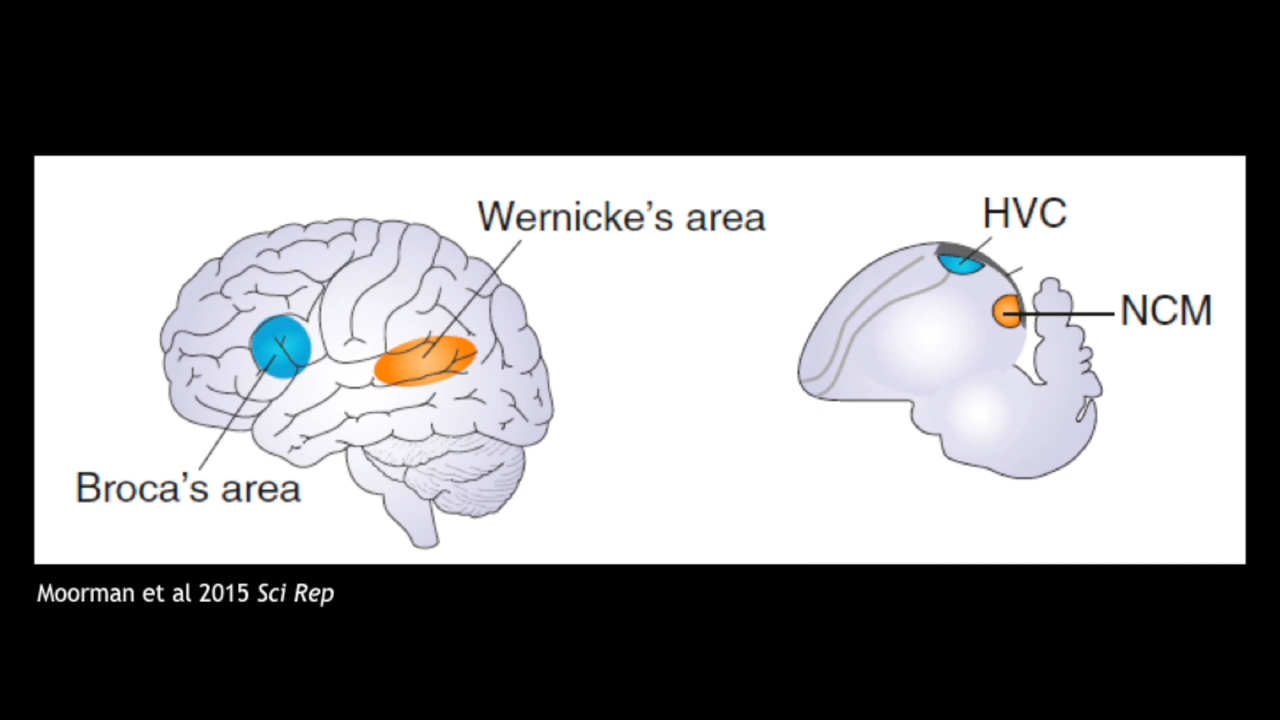 Wernicke's area
HVC
NCM
Broca's area
Moorman et al 2015 Sci Rep